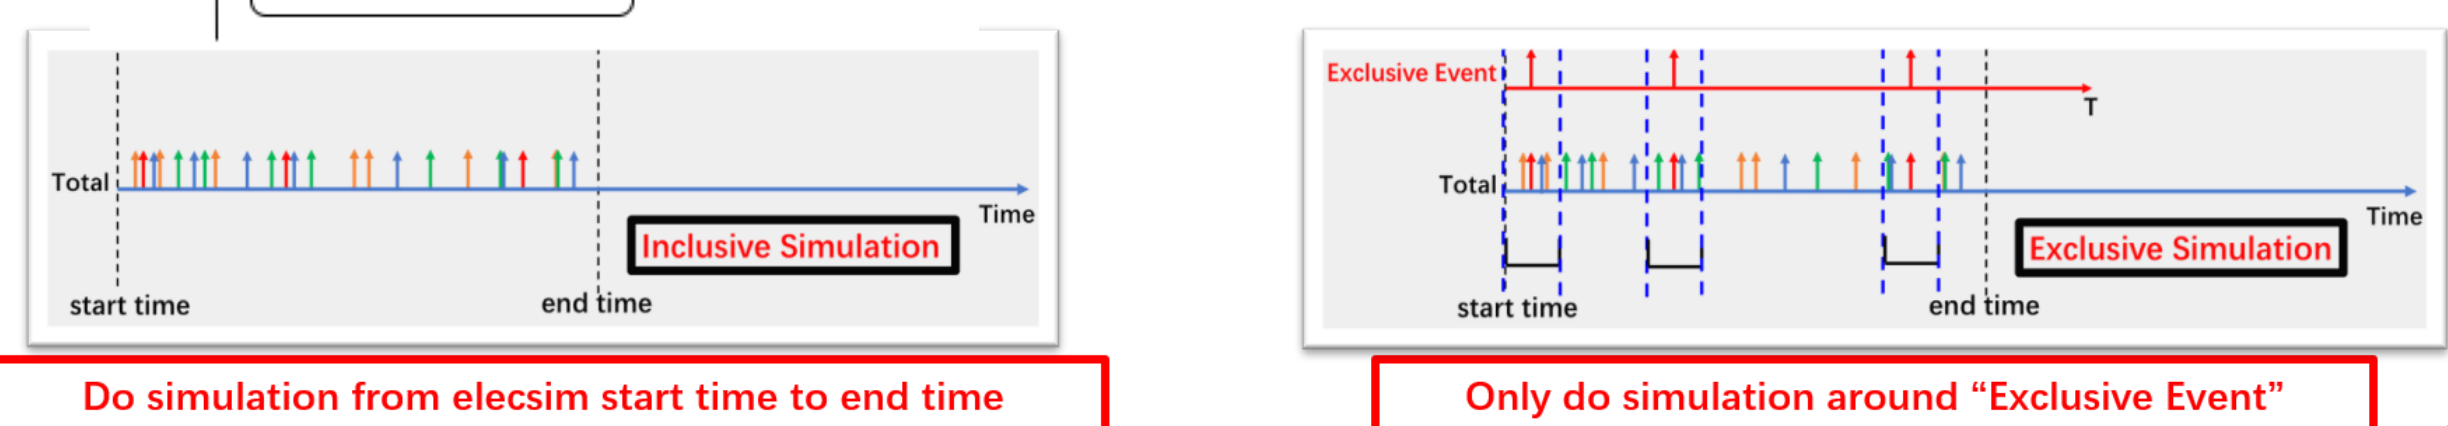 Total
Time
Inclusive Simulation
start time
end time
Do simulation from elecsim start time to end time
Exclusive Event
T
Total
Time
Exclusive Simulation
start time
end time
Only do simulation around “Exclusive Event”